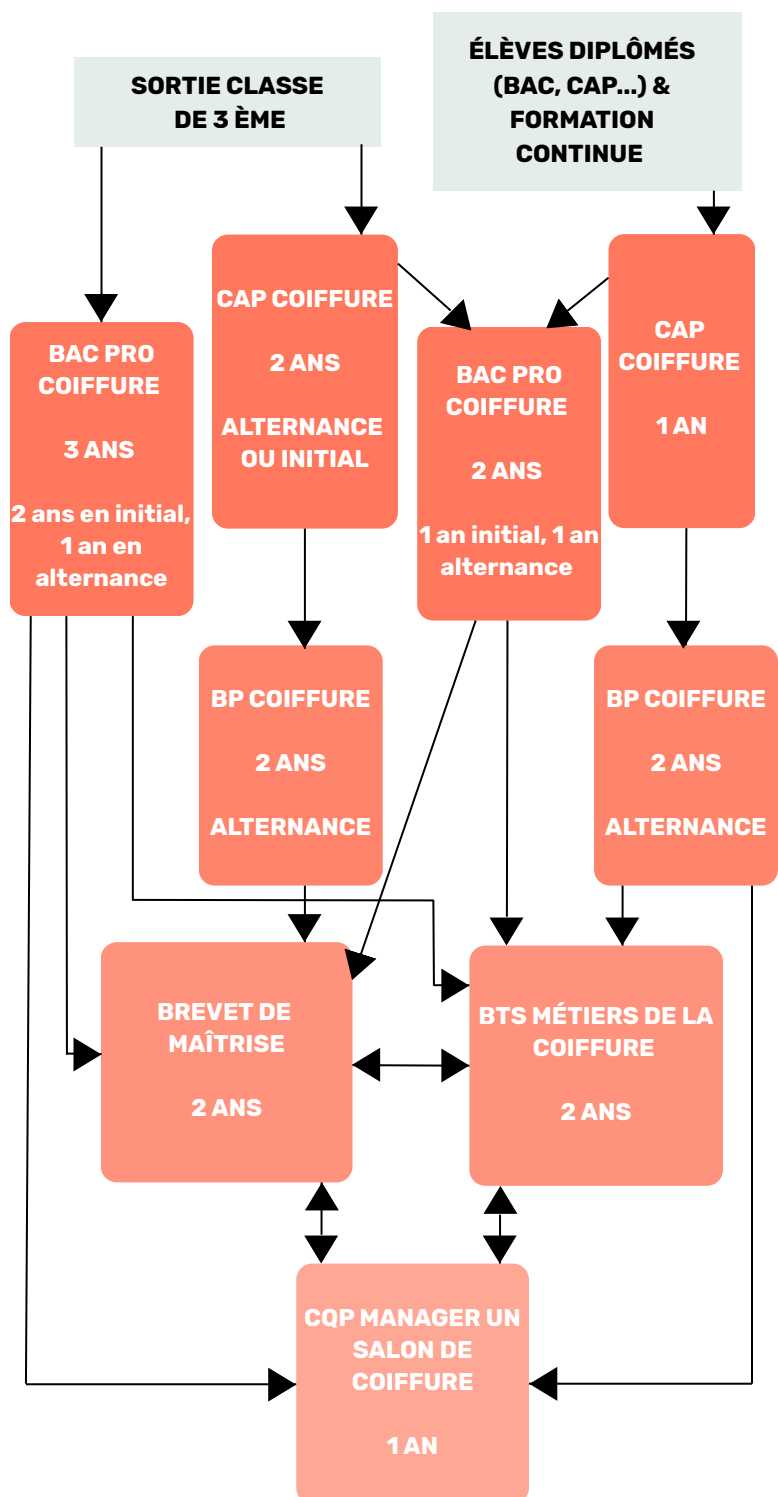 SORTIE CLASSE
DE 3 ÈME
ÉLÈVES DIPLÔMÉS
(BAC, CAP...) &
FORMATION
CONTINUE
BAC PRO
COIFFURE
3 ANS
2 ans en initial,
1 an en
alternance
CAP COIFFURE
2 ANS
ALTERNANCE
OU INITIAL
BAC PRO
COIFFURE
2 ANS
1 an initial, 1 an
alternance
CAP
COIFFURE
1 AN
BP COIFFURE
2 ANS
ALTERNANCE
BP COIFFURE
2 ANS
ALTERNANCE
BREVET DE
MAÎTRISE
2 ANS
BTS MÉTIERS DE LA
COIFFURE
2 ANS
CQP MANAGER UN
SALON DE
COIFFURE
1 AN